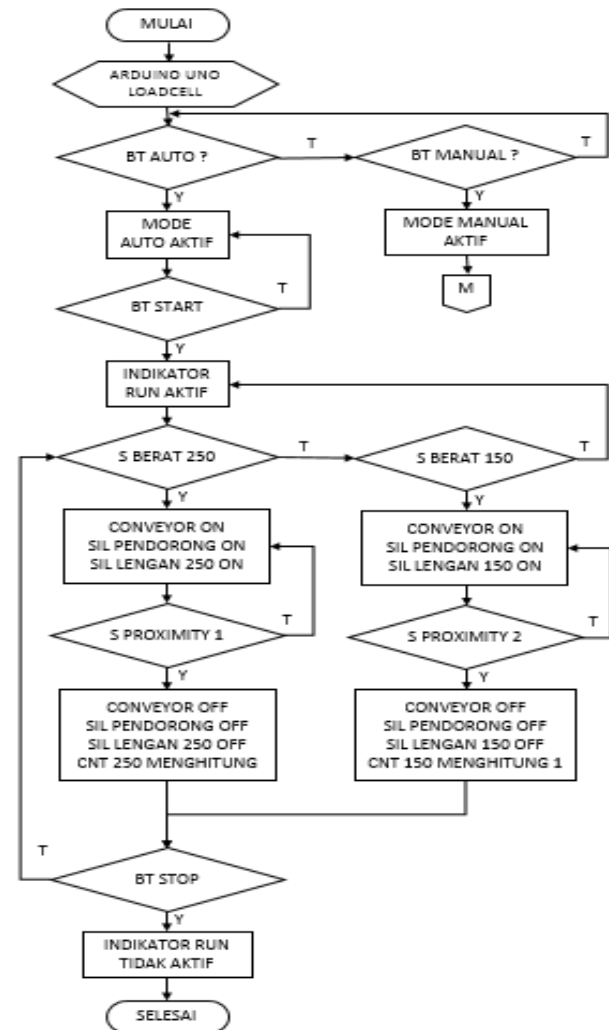 MULAI
ARDUINO UNO
LOADCELL
BT AUTO ?
T
BT MANUAL ?
T
Y
Y
MODE
AUTO AKTIF
MODE MANUAL
AKTIF
BT START
T
M
Y
INDIKATOR
RUN AKTIF
S BERAT 250
T
S BERAT 150
T
Y
Y
CONVEYOR ON
SIL PENDORONG ON
SIL LENGAN 250 ON
CONVEYOR ON
SIL PENDORONG ON
SIL LENGAN 150 ON
S PROXIMITY 1
T
S PROXIMITY 2
T
Y
Y
CONVEYOR OFF
SIL PENDORONG OFF
SIL LENGAN 250 OFF
CNT 250 MENGHITUNG
CONVEYOR OFF
SIL PENDORONG OFF
SIL LENGAN 150 OFF
CNT 150 MENGHITUNG 1
T
BT STOP
Y
INDIKATOR RUN
TIDAK AKTIF
SELESAI